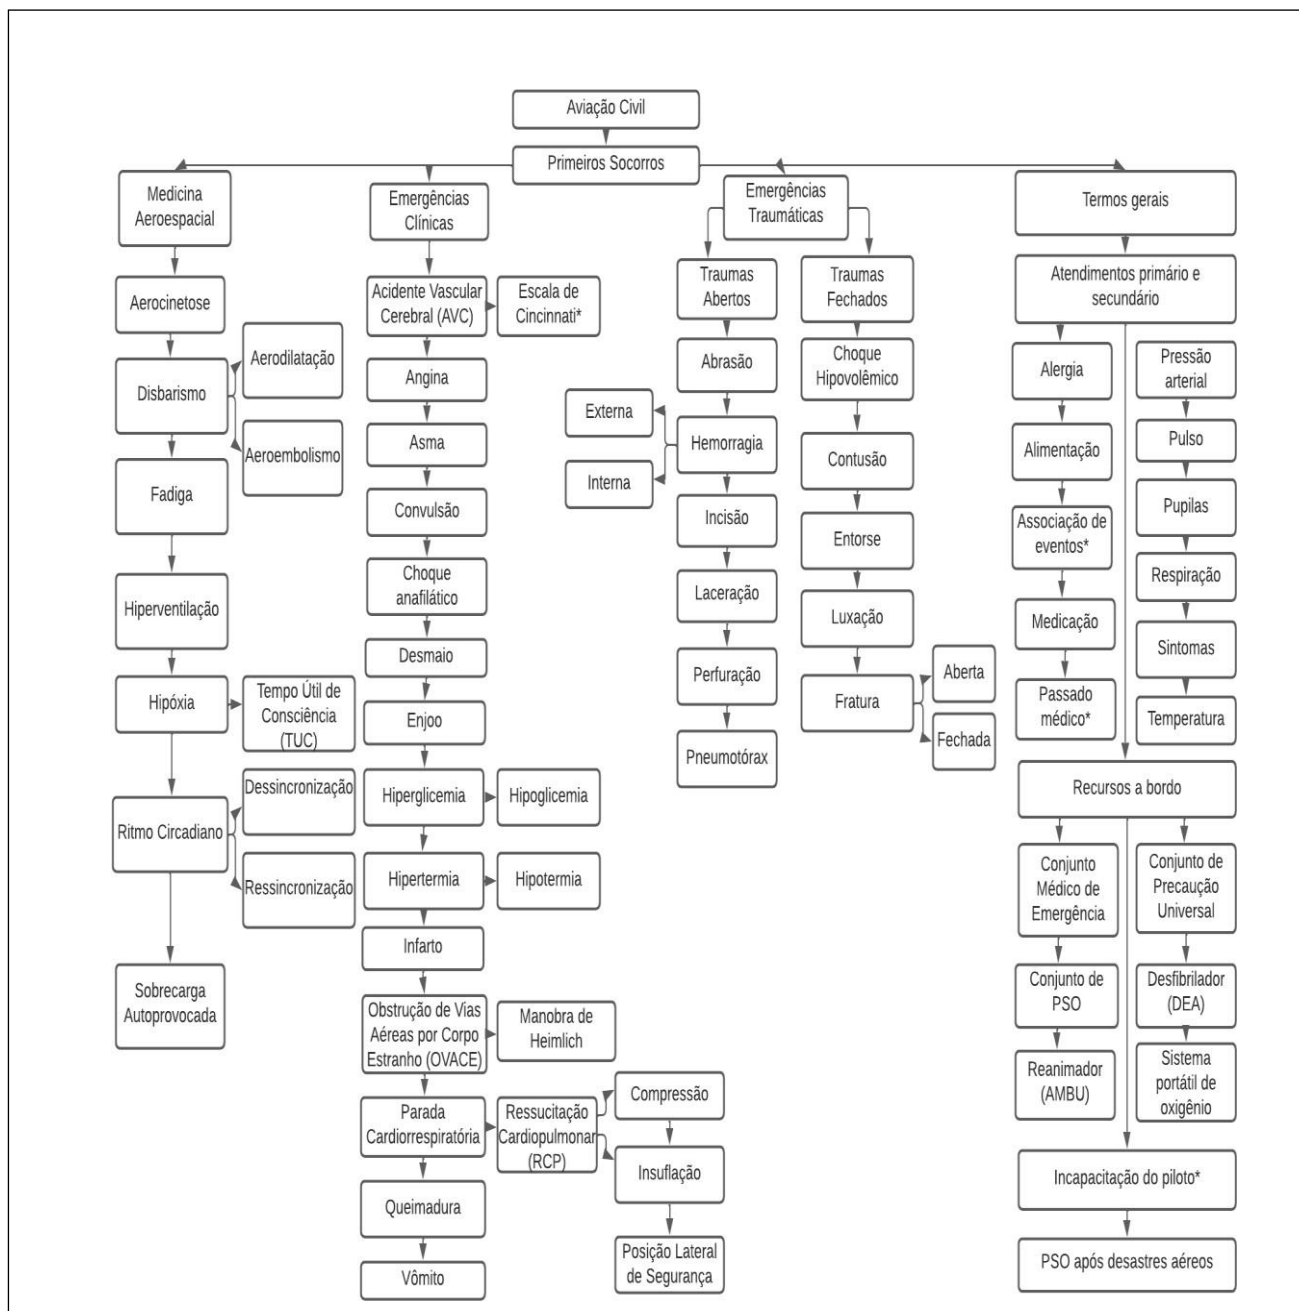 Aviação Civil
Primeiros Socorros
Medicina
Aeroespacial
Aerocinetose
Disbarismo
Aerodilatação
Aeroembolismo
Fadiga
Hiperventilação
Hipóxia
Tempo Útil de
Consciência
(TUC)
Ritmo Circadiano
Dessincronização
Ressincronização
Sobrecarga
Autoprovocada
Emergências
Clínicas
Acidente Vascular
Cerebral (AVC)
Escala de
Cincinnati*
Angina
Asma
Convulsão
Choque
anafilático
Desmaio
Enjoo
Hiperglicemia
Hipoglicemia
Hipertermia
Hipotermia
Infarto
Obstrução de Vias
Aéreas por Corpo
Estranho (OVACE)
Manobra de
Heimlich
Parada
Cardiorrespiratória
Ressucitação
Cardiopulmonar
(RCP)
Compressão
Insuflação
Posição Lateral
de Segurança
Queimadura
Vômito
Emergências
Traumáticas
Traumas
Abertos
Abrasão
Hemorragia
Externa
Interna
Incisão
Laceração
Perfuração
Pneumotórax
Traumas
Fechados
Choque
Hipovolêmico
Contusão
Entorse
Luxação
Fratura
Aberta
Fechada
Termos gerais
Atendimentos primário e
secundário
Alergia
Alimentação
Associação de
eventos*
Medicação
Passado
médico*
Pressão
arterial
Pulso
Pupilas
Respiração
Sintomas
Temperatura
Recursos a bordo
Conjunto
Médico de
Emergência
Conjunto de
PSO
Reanimador
(AMBU)
Conjunto de
Precaução
Universal
Desfibrilador
(DEA)
Sistema
portátil de
oxigênio
Incapacitação do piloto*
PSO após desastres aéreos